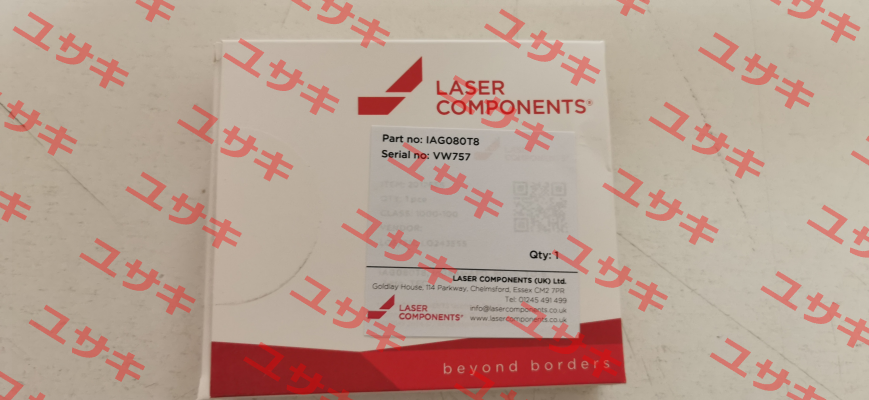 LASER
COMPONENTS®
Part no: IAG080T8
Serial no: VW757
Qty: 1
LASER COMPONENTS (UK) Ltd.
Goldlay House, 114 Parkway, Chelmsford, Essex CM2 7PR
Tel: 01245 491 499
info@lasercomponents.co.uk
www.lasercomponents.co.uk
LASER
COMPONENTS®
beyond borders
ユサキ